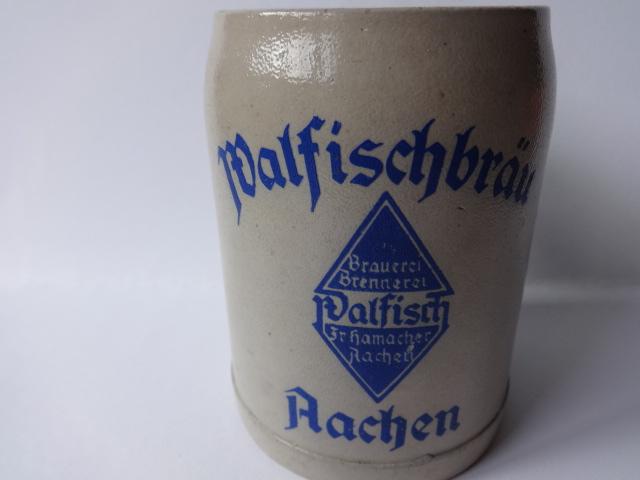 Walfischbräu
Brauerei
Brennerei
Walfisch
Fr. Hamacher
Aachen
Aachen